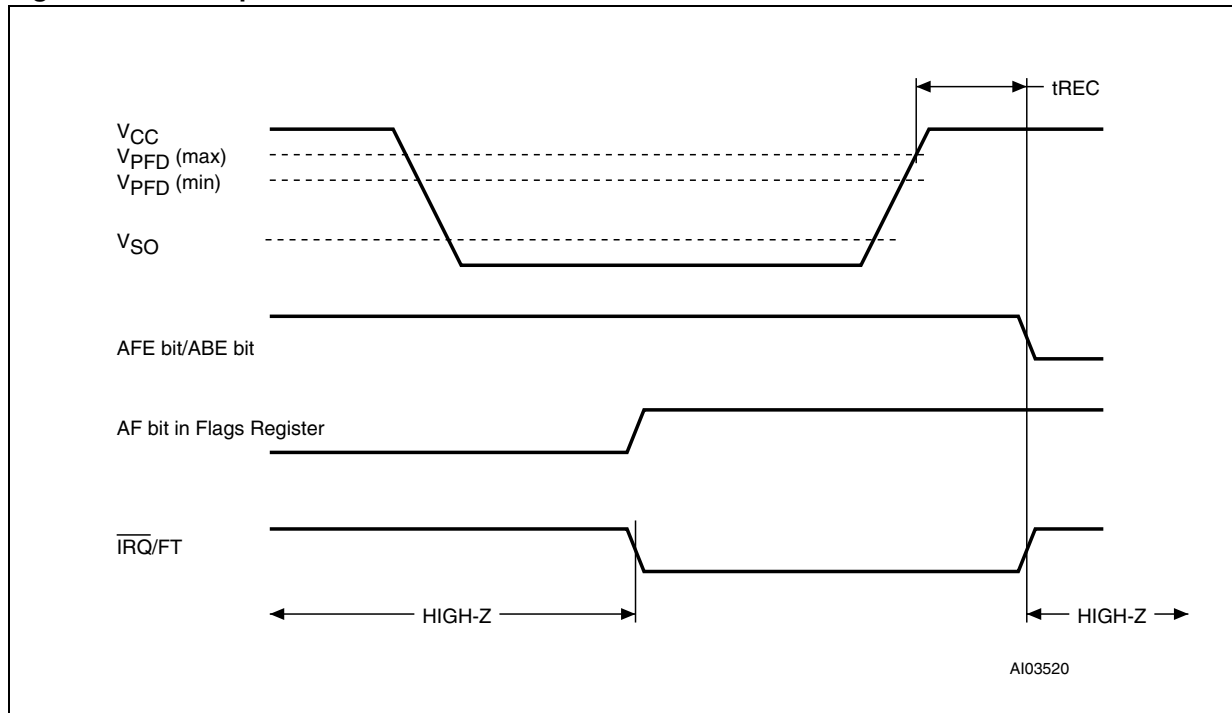 tREC
VCC
VPFD (max)
VPFD (min)
VSO
AFE bit/ABE bit
AF bit in Flags Register
IRQ/FT
HIGH-Z
HIGH-Z
AI03520